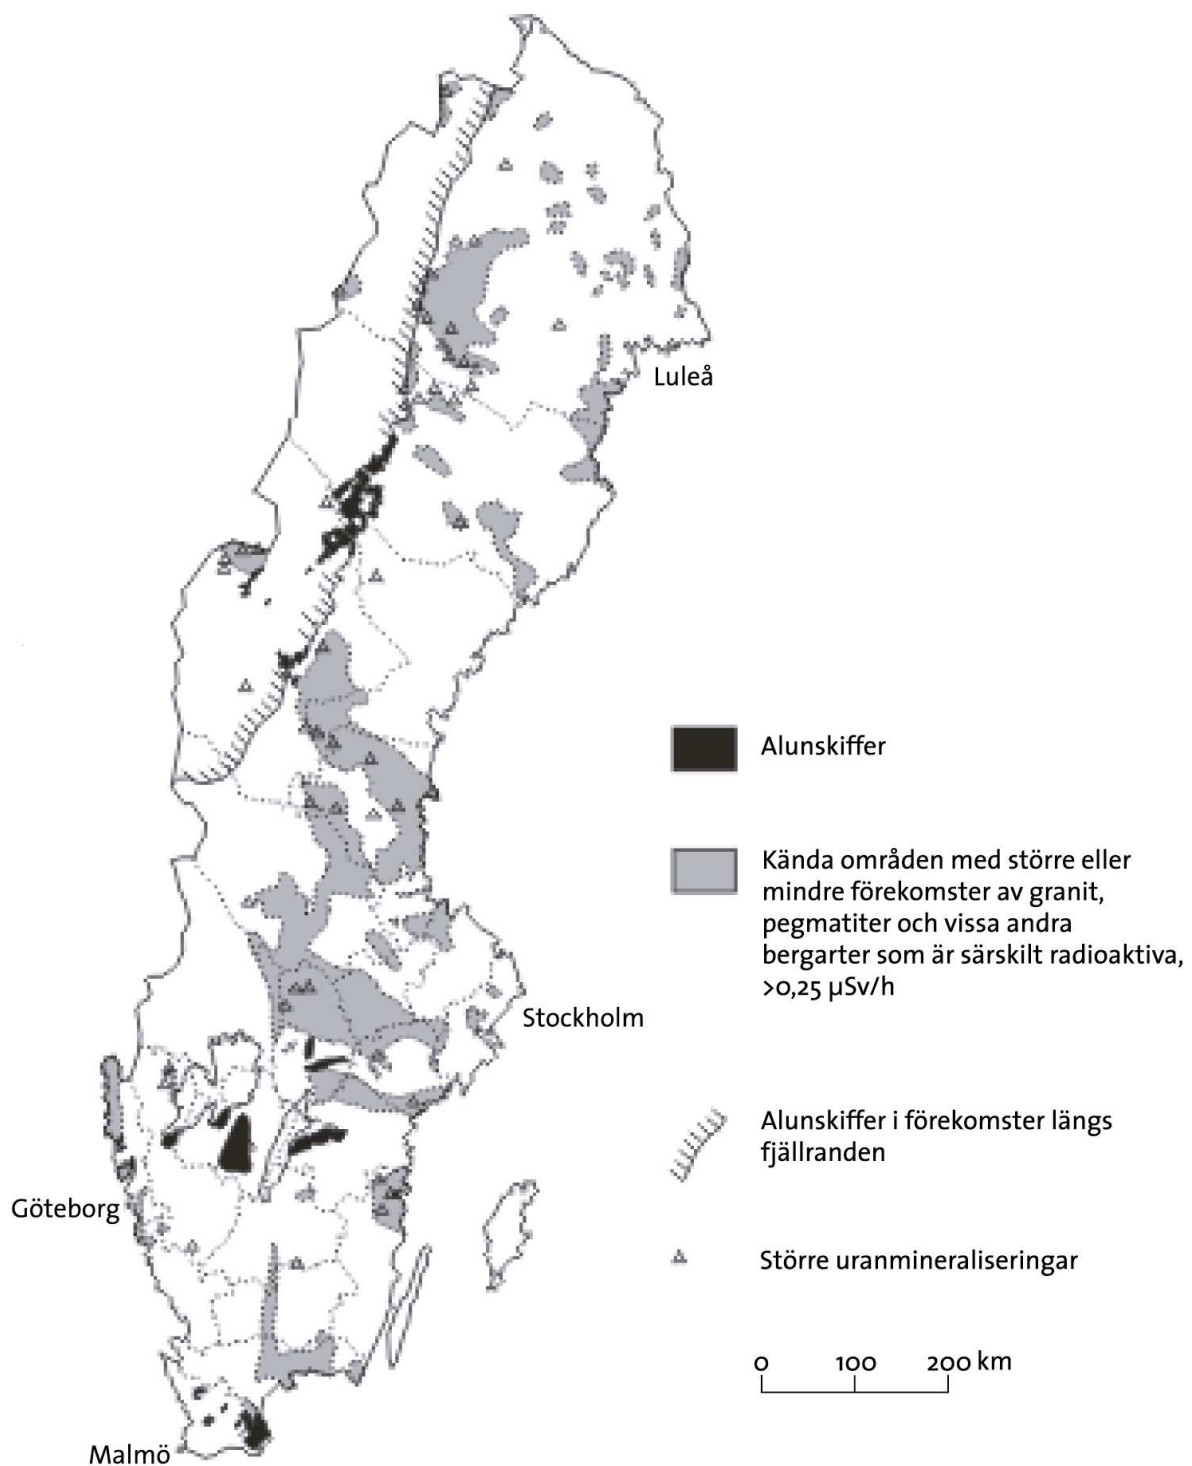 Luleå
Alunskiffer
Kända områden med större eller
mindre förekomster av granit,
pegmatiter och vissa andra
bergarter som är särskilt radioaktiva,
>0,25 µSv/h
Stockholm
Alunskiffer i förekomster längs
fjällranden
Göteborg
Större uranmineraliseringar
0 100 200 km
Malmö